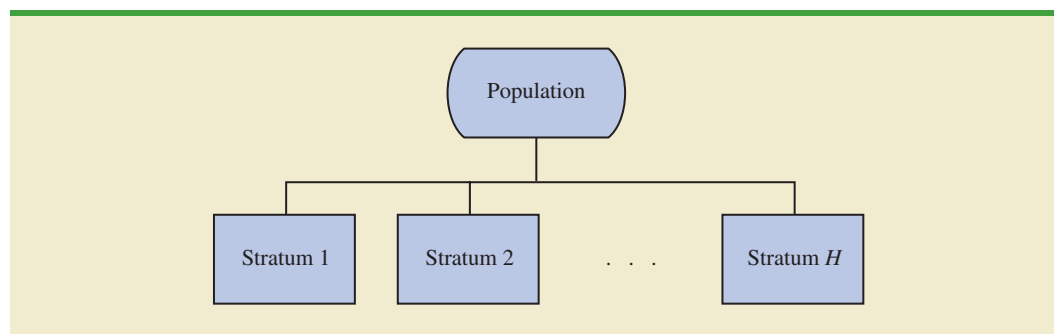 Population
Stratum 1
Stratum 2
. . .
Stratum H